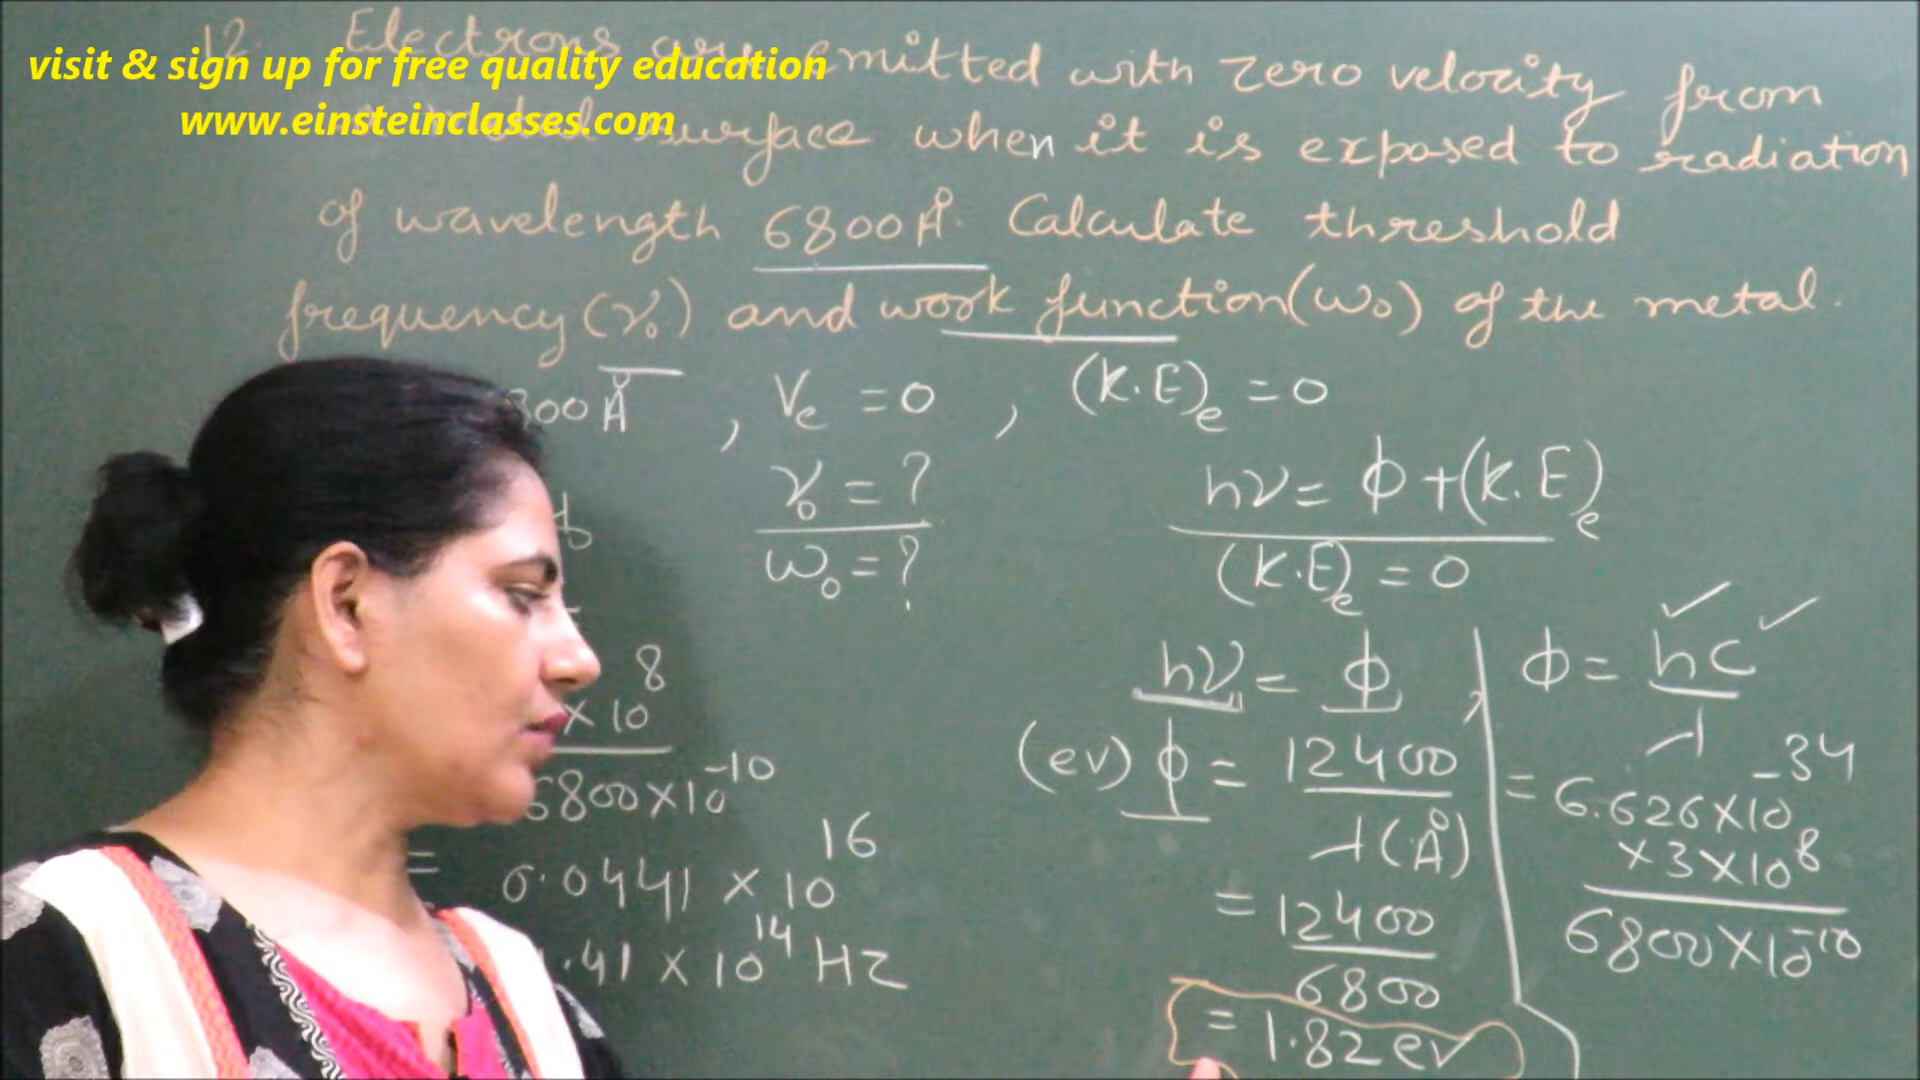 visit & sign up for free quality education
www.einsteinclasses.com
12. Electrons are emitted with zero velocity from
surface when it is exposed to radiation
of wavelength 6800Å. Calculate threshold
frequency (ν₀) and work function (ω₀) of the metal.
800Å , Vₑ = 0 , (K.E)ₑ = 0
ν₀ = ?
ω₀ = ?
hν = ϕ + (K.E)ₑ
(K.E)ₑ = 0
hν = ϕ ,
(ev) ϕ = 12400
λ(Å)
= 12400
6800
= 1.82 ev
ϕ = hc
λ
= 6.626×10⁻³⁴
×3×10⁸
6800×10⁻¹⁰
× 10⁸
6800×10⁻¹⁰
= 0.0441 × 10¹⁶
.41 × 10¹⁴ HZ